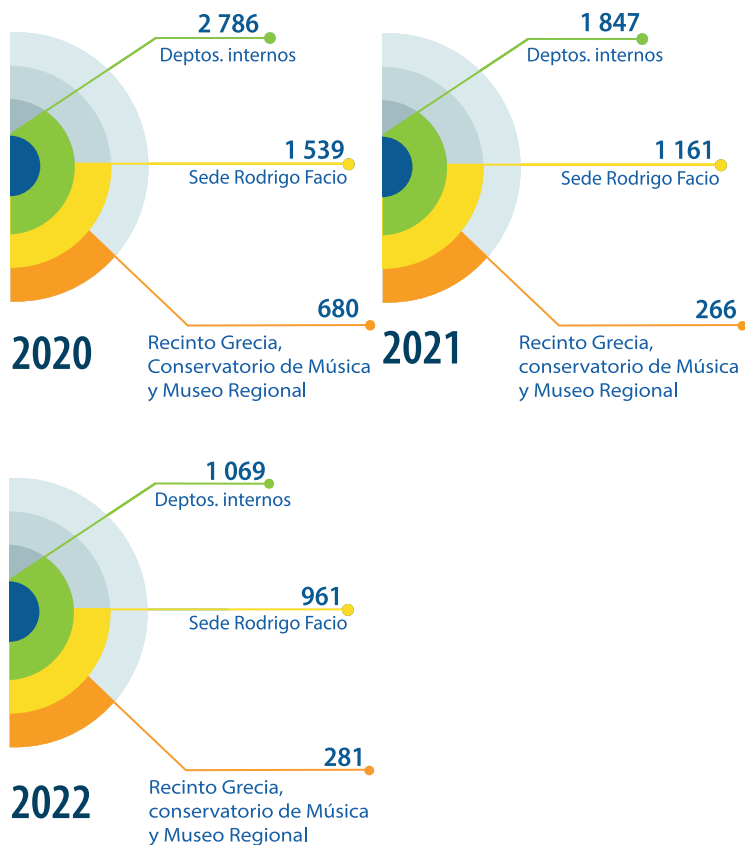 2 786
Deptos. internos
1 539
Sede Rodrigo Facio
680
Recinto Grecia,
Conservatorio de Música
y Museo Regional
2020
1 847
Deptos. internos
1 161
Sede Rodrigo Facio
266
Recinto Grecia,
conservatorio de Música
y Museo Regional
2021
1 069
Deptos. internos
961
Sede Rodrigo Facio
281
Recinto Grecia,
conservatorio de Música
y Museo Regional
2022